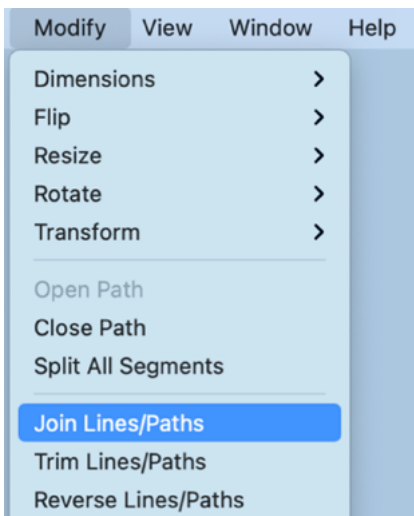 Modify View Window Help
Dimensions
Flip
Resize
Rotate
Transform
Open Path
Close Path
Split All Segments
Join Lines/Paths
Trim Lines/Paths
Reverse Lines/Paths